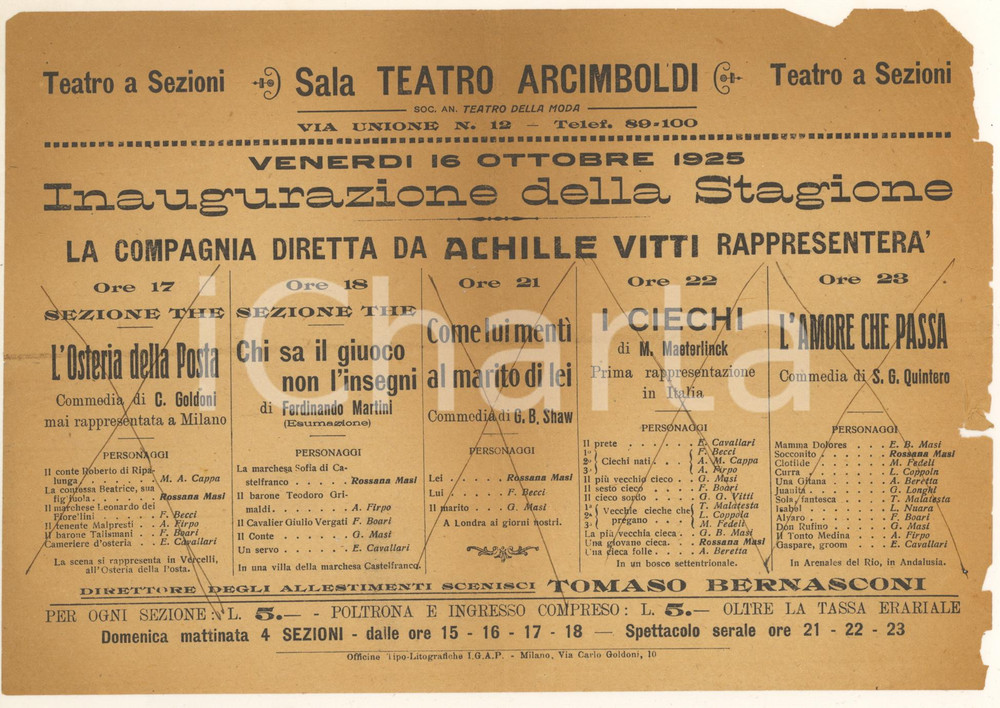 Teatro a Sezioni
Sala TEATRO ARCIMBOLDI
Teatro a Sezioni
SOC. AN. TEATRO DELLA MODA
VIA UNIONE N. 12 - Telef. 89-100
VENERDI 16 OTTOBRE 1925
Inaugurazione della Stagione
LA COMPAGNIA DIRETTA DA ACHILLE VITTI RAPPRESENTERA'
Ore 17
SEZIONE THE
L'Osteria della Posta
Commedia di C. Goldoni
mai rappresentata a Milano
PERSONAGGI
Il conte Roberto di Ripa-
lunga . . . . . M. A. Cappa
La contessa Beatrice, sua
figliuola . . . . Rossana Masi
Il marchese Leonardo dei
Fiorellini . . . . F. Becci
Il tenente Malpresti . A. Firpo
Il barone Talismani . F. Boari
Cameriere d'osteria . E. Cavallari
La scena si rappresenta in Vercelli,
all'Osteria della Posta.
Ore 18
SEZIONE THE
Chi sa il giuoco
non l'insegni
di Ferdinando Martini
(Esumazione)
PERSONAGGI
La marchesa Sofia di Ca-
stelfranco . . . . Rossana Masi
Il barone Teodoro Gri-
maldi . . . . . A. Firpo
Il Cavalier Giulio Vergati F. Boari
Il Conte . . . . . G. Masi
Un servo . . . . . E. Cavallari
In una villa della marchesa Castelfranco.
Ore 21
Come lui mentì
al marito di lei
Commedia di G. B. Shaw
PERSONAGGI
Lei . . . . . Rossana Masi
Lui . . . . . F. Becci
Il marito . . . . G. Masi
A Londra ai giorni nostri.
Ore 22
I CIECHI
di M. Maeterlinck
Prima rappresentazione
in Italia
PERSONAGGI
Il prete . . . . . E. Cavallari
1° F. Becci
2° Ciechi nati . . . A. M. Cappa
3° A. Firpo
Il più vecchio cieco . . G. Masi
Il sesto cieco . . . F. Boari
Il cieco sordo . . . G. G. Vitti
1° T. Malatesta
2° Vecchie cieche che pregano . . . . L. Coppola
3° M. Fedeli
La più vecchia cieca . . G. B. Masi
Una giovane cieca . . Rossana Masi
Una cieca folle . . . A. Beretta
In un bosco settentrionale.
Ore 23
L'AMORE CHE PASSA
Commedia di S. G. Quintero
PERSONAGGI
Mamma Dolores . . E. B. Masi
Socconito . . . . Rossana Masi
Clotilde . . . . M. Fedeli
Curra . . . . . L. Coppoln
Una Gitana . . . A. Beretta
Juanita . . . . G. Longhi
Sola, fantesca . . . T. Malatesta
Isabel . . . . . L. Nuara
Alvaro . . . . . F. Boari
Don Rufino . . . G. Masi
Il Tonto Medina . . A. Firpo
Gaspare, groom . . E. Cavallari
In Arenales del Rio, in Andalusia.
DIRETTORE DEGLI ALLESTIMENTI SCENISCI TOMASO BERNASCONI
PER OGNI SEZIONE: L. 5.— - POLTRONA E INGRESSO COMPRESO: L. 5.— OLTRE LA TASSA ERARIALE
Domenica mattinata 4 SEZIONI - dalle ore 15 - 16 - 17 - 18 — Spettacolo serale ore 21 - 22 - 23
Officine Tipo-Litografiche I.G.A.P. - Milano, Via Carlo Goldoni, 10
iCharta